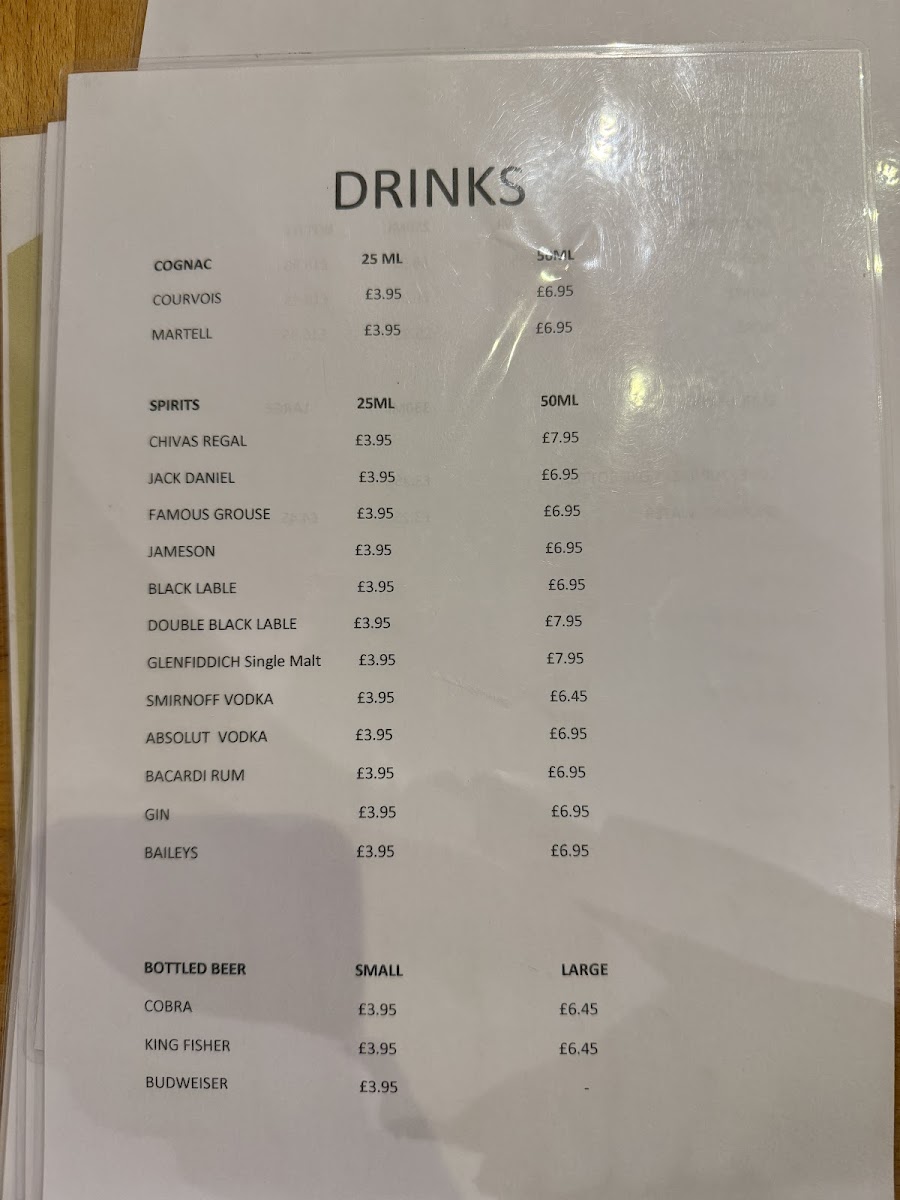 DRINKS
COGNAC 25 ML 50ML
COURVOIS £3.95 £6.95
MARTELL £3.95 £6.95
SPIRITS 25ML 50ML
CHIVAS REGAL £3.95 £7.95
JACK DANIEL £3.95 £6.95
FAMOUS GROUSE £3.95 £6.95
JAMESON £3.95 £6.95
BLACK LABLE £3.95 £6.95
DOUBLE BLACK LABLE £3.95 £7.95
GLENFIDDICH Single Malt £3.95 £7.95
SMIRNOFF VODKA £3.95 £6.45
ABSOLUT VODKA £3.95 £6.95
BACARDI RUM £3.95 £6.95
GIN £3.95 £6.95
BAILEYS £3.95 £6.95
BOTTLED BEER SMALL LARGE
COBRA £3.95 £6.45
KING FISHER £3.95 £6.45
BUDWEISER £3.95 -